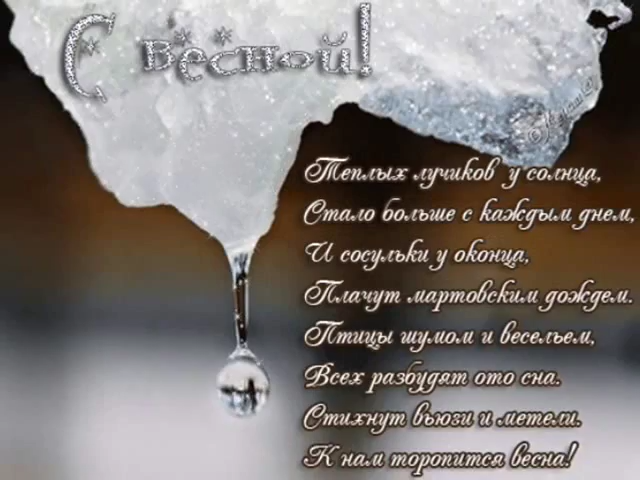 С Весной!
Теплых лучиков у солнца,
Стало больше с каждым днем,
И сосульки у оконца,
Плачут мартовским дождем.
Птицы шумом и весельем,
Всех разбудят ото сна.
Стихнут вьюзи и метели.
К нам торопится весна!